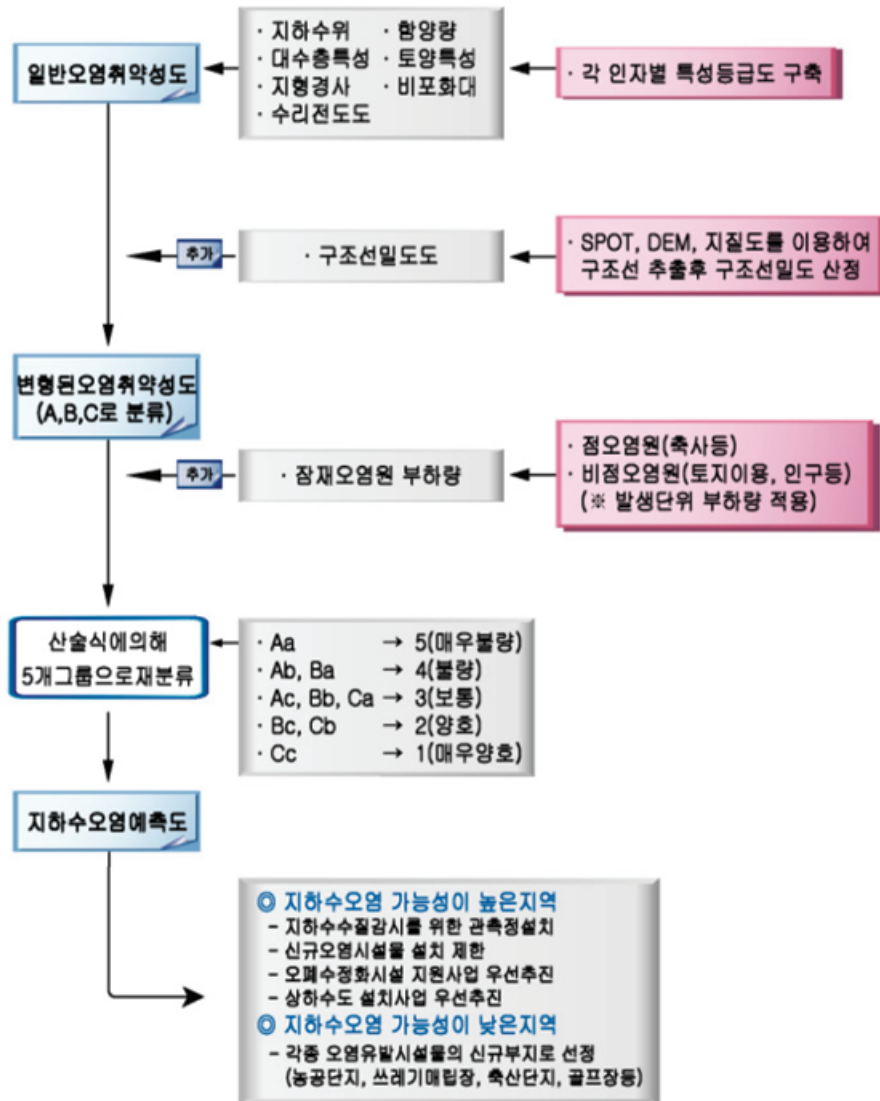 일반오염취약성도
· 지하수위 · 함양량
· 대수층특성 · 토양특성
· 지형경사 · 비포화대
· 수리전도도
· 각 인자별 특성등급도 구축
추가
· 구조선밀도도
· SPOT, DEM, 지질도를 이용하여
구조선 추출후 구조선밀도 산정
변형된오염취약성도
(A,B,C로 분류)
추가
· 잠재오염원 부하량
· 점오염원(축사등)
· 비점오염원(토지이용, 인구등)
(※ 발생단위 부하량 적용)
산술식에의해
5개그룹으로재분류
· Aa → 5(매우불량)
· Ab, Ba → 4(불량)
· Ac, Bb, Ca → 3(보통)
· Bc, Cb → 2(양호)
· Cc → 1(매우양호)
지하수오염예측도
◎ 지하수오염 가능성이 높은지역
- 지하수수질감시를 위한 관측정설치
- 신규오염시설물 설치 제한
- 오폐수정화시설 지원사업 우선추진
- 상하수도 설치사업 우선추진
◎ 지하수오염 가능성이 낮은지역
- 각종 오염유발시설물의 신규부지로 선정
(농공단지, 쓰레기매립장, 축산단지, 골프장등)